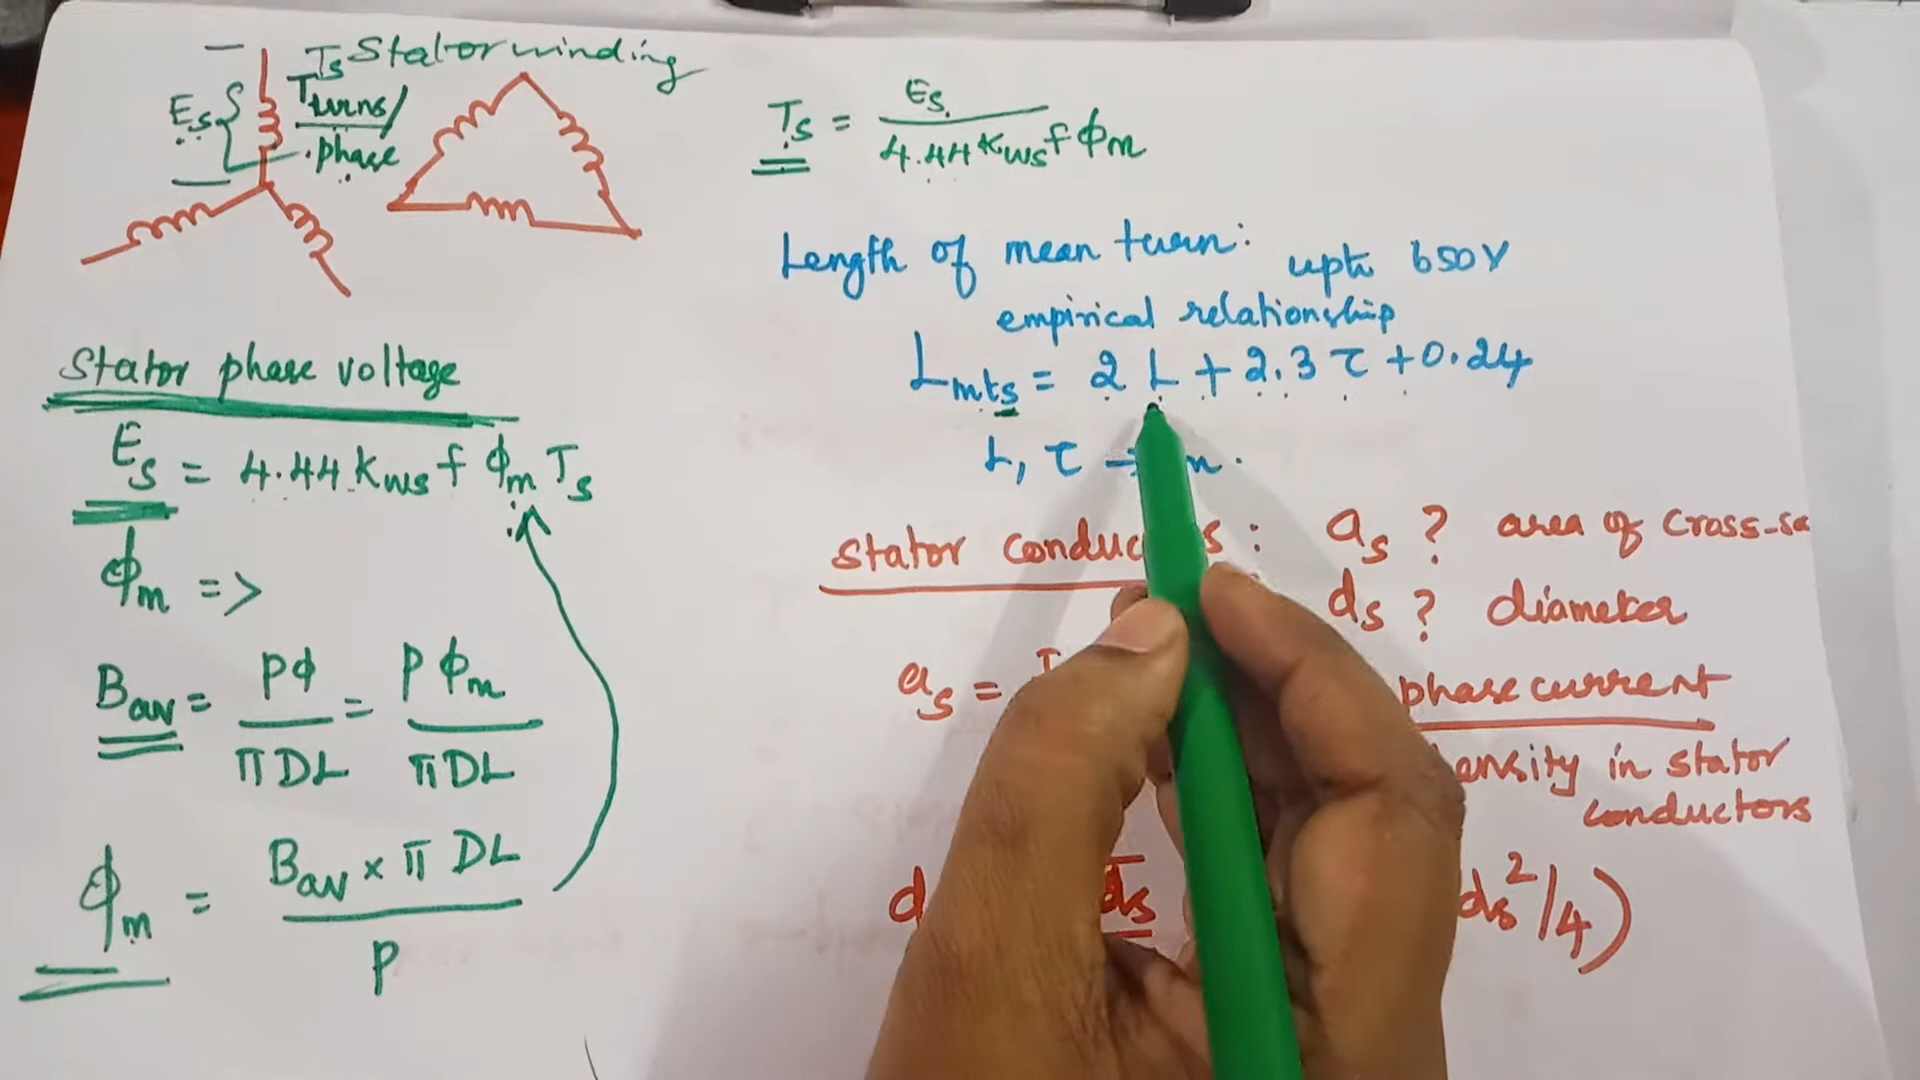 Ts Stator winding
Es
Turns/
phase
Stator phase voltage
Es = 4.44 Kws f ϕm Ts
ϕm =>
Bav = pϕ/πDL = pϕm/πDL
ϕm = Bav × πDL / p
Ts = Es / 4.44 Kws f ϕm
Length of mean turn: upto 650V
empirical relationship
Lmts = 2L + 2.3τ + 0.24
L, τ → m.
Stator conduc s : as ? area of cross-se
ds ? diameter
as = phase current
ensity in stator
conductors
ds
ds²/4)